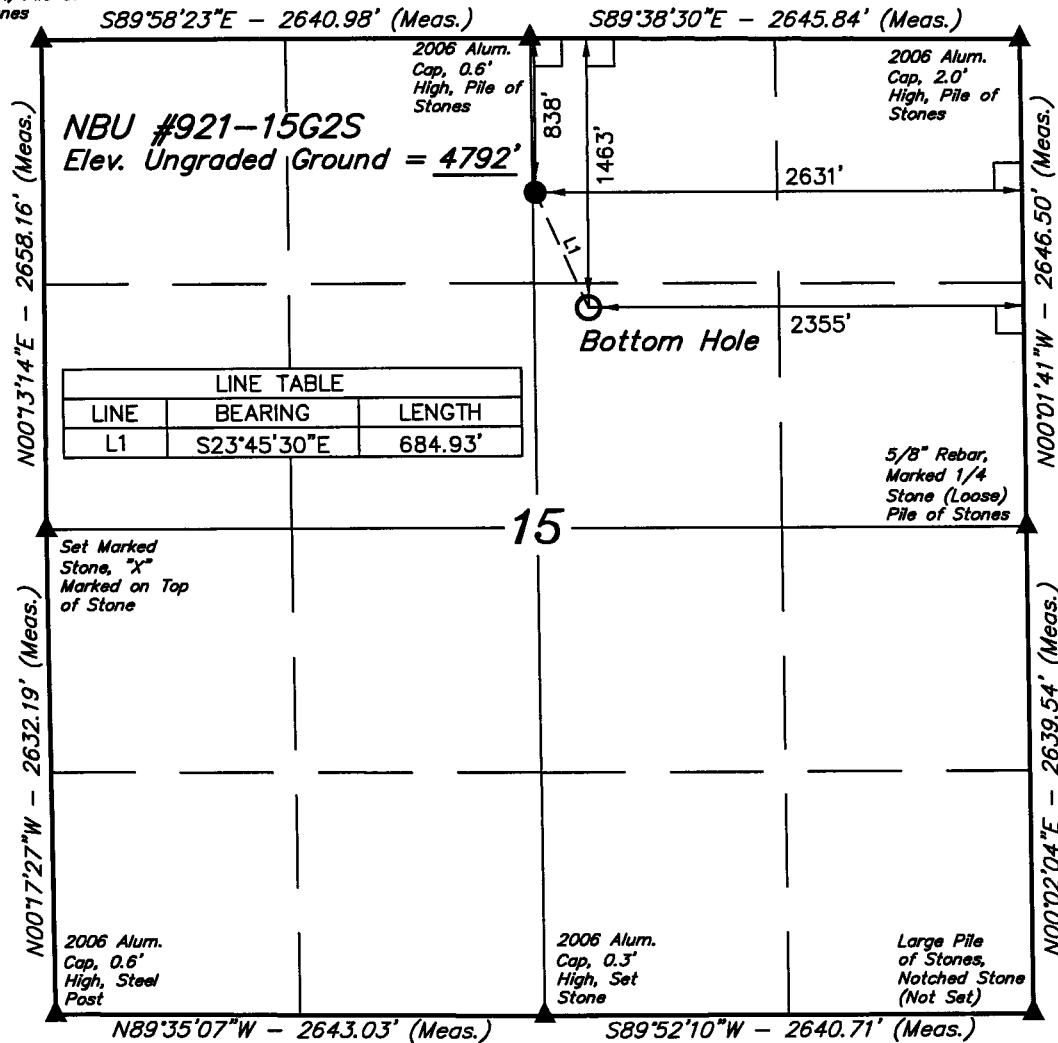 nes
S89°58'23"E - 2640.98' (Meas.)
S89°38'30"E - 2645.84' (Meas.)
2006 Alum.
Cap, 0.6'
High, Pile of
Stones
2006 Alum.
Cap, 2.0'
High, Pile of
Stones
NBU #921-15G2S
Elev. Ungraded Ground = 4792'
838'
1463'
2631'
N00°13'14"E - 2658.16' (Meas.)
N00°01'41"W - 2646.50' (Meas.)
L1
2355'
Bottom Hole
LINE TABLE
LINE BEARING LENGTH
L1 S23°45'30"E 684.93'
5/8" Rebar,
Marked 1/4
Stone (Loose)
Pile of Stones
15
Set Marked
Stone, "X"
Marked on Top
of Stone
N00°17'27"W - 2632.19' (Meas.)
N00°02'04"E - 2639.54' (Meas.)
2006 Alum.
Cap, 0.6'
High, Steel
Post
2006 Alum.
Cap, 0.3'
High, Set
Stone
Large Pile
of Stones,
Notched Stone
(Not Set)
N89°35'07"W - 2643.03' (Meas.)
S89°52'10"W - 2640.71' (Meas.)